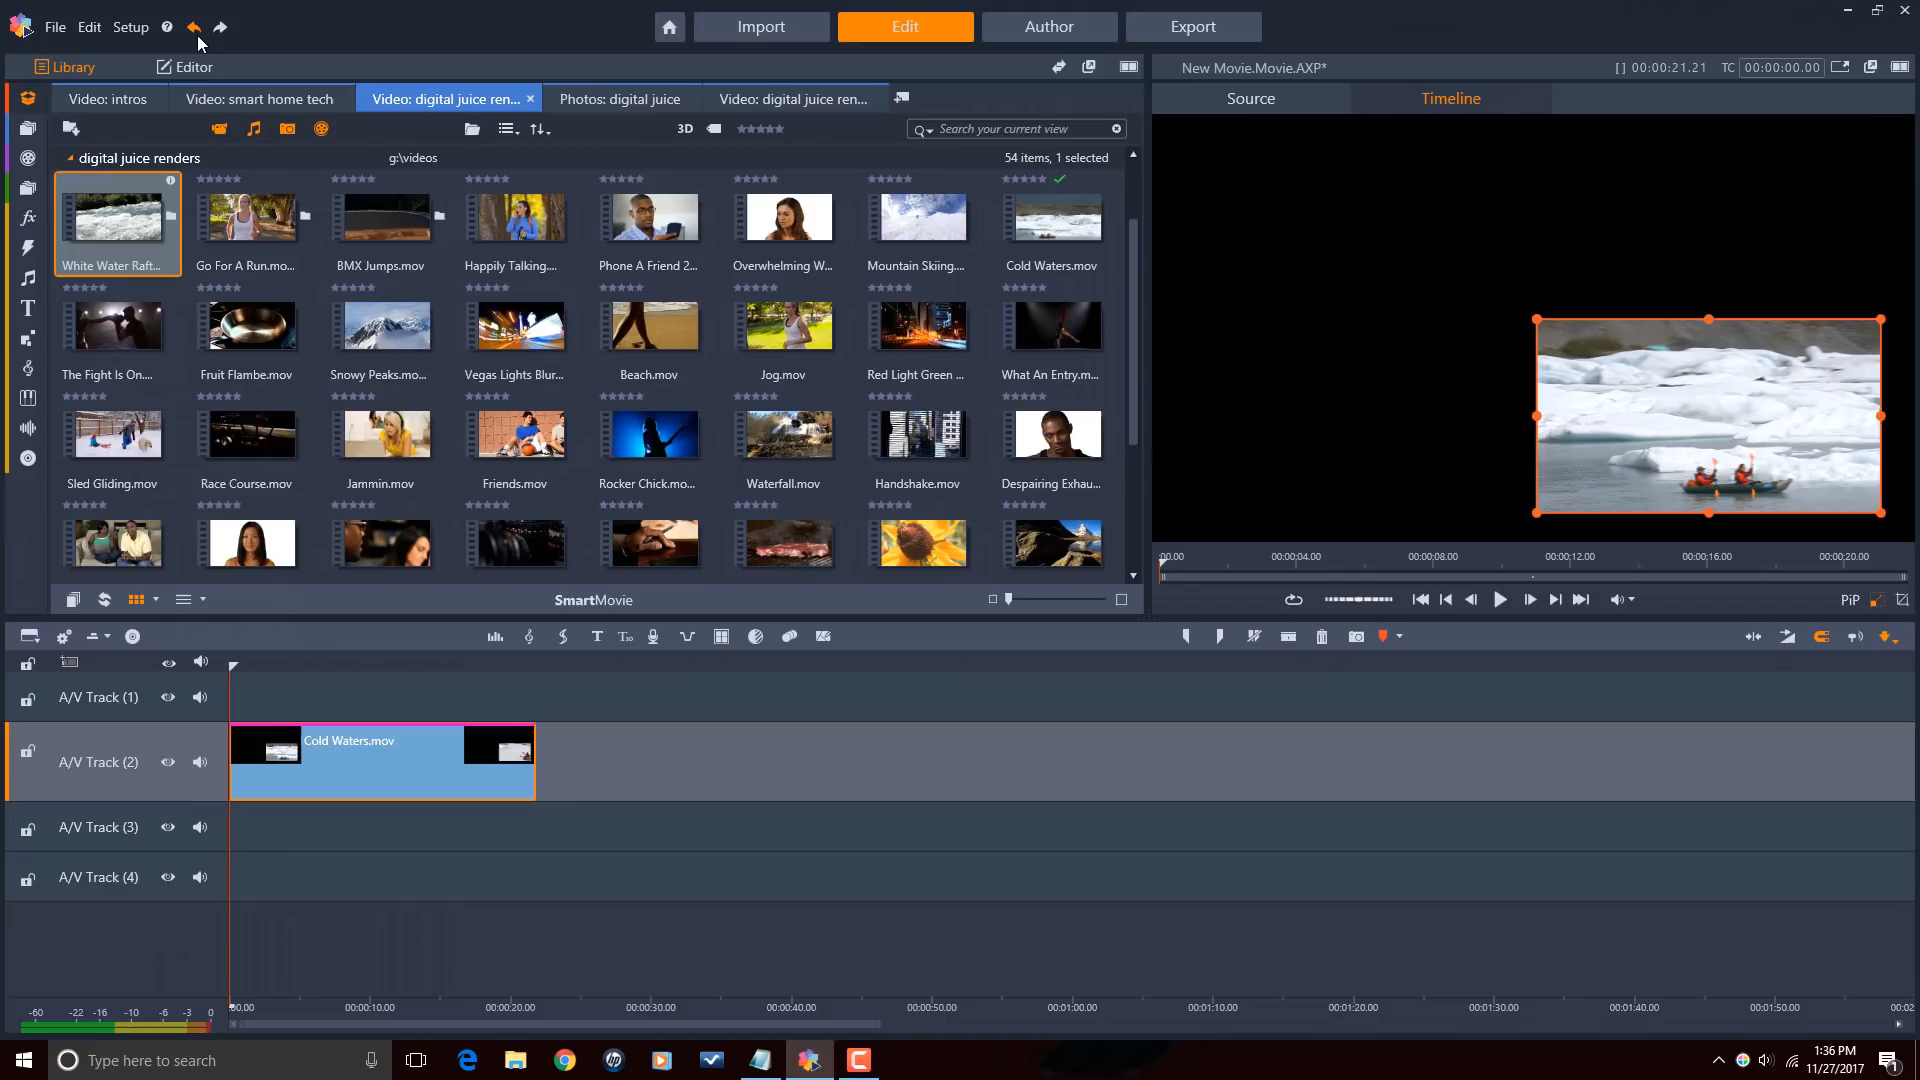 File Edit Setup
Import Edit Author Export
Library Editor
New Movie.Movie.AXP* [] 00:00:21.21 TC 00:00:00.00
Video: intros Video: smart home tech Video: digital juice ren... Photos: digital juice Video: digital juice ren...
Source Timeline
3D Search your current view
digital juice renders g:\videos 54 items, 1 selected
White Water Raft... Go For A Run.mo... BMX Jumps.mov Happily Talking.... Phone A Friend 2... Overwhelming W... Mountain Skiing.... Cold Waters.mov
The Fight Is On.... Fruit Flambe.mov Snowy Peaks.mo... Vegas Lights Blur... Beach.mov Jog.mov Red Light Green ... What An Entry.m...
Sled Gliding.mov Race Course.mov Jammin.mov Friends.mov Rocker Chick.mo... Waterfall.mov Handshake.mov Despairing Exhau...
:00.00 00:00:04.00 00:00:08.00 00:00:12.00 00:00:16.00 00:00:20.00
SmartMovie
PiP
A/V Track (1)
A/V Track (2)
Cold Waters.mov
A/V Track (3)
A/V Track (4)
:00.00 00:00:10.00 00:00:20.00 00:00:30.00 00:00:40.00 00:00:50.00 00:01:00.00 00:01:10.00 00:01:20.00 00:01:30.00 00:01:40.00 00:01:50.00 00:02
-60 -22 -16 -10 -6 -3 0
Type here to search
1:36 PM
11/27/2017
1